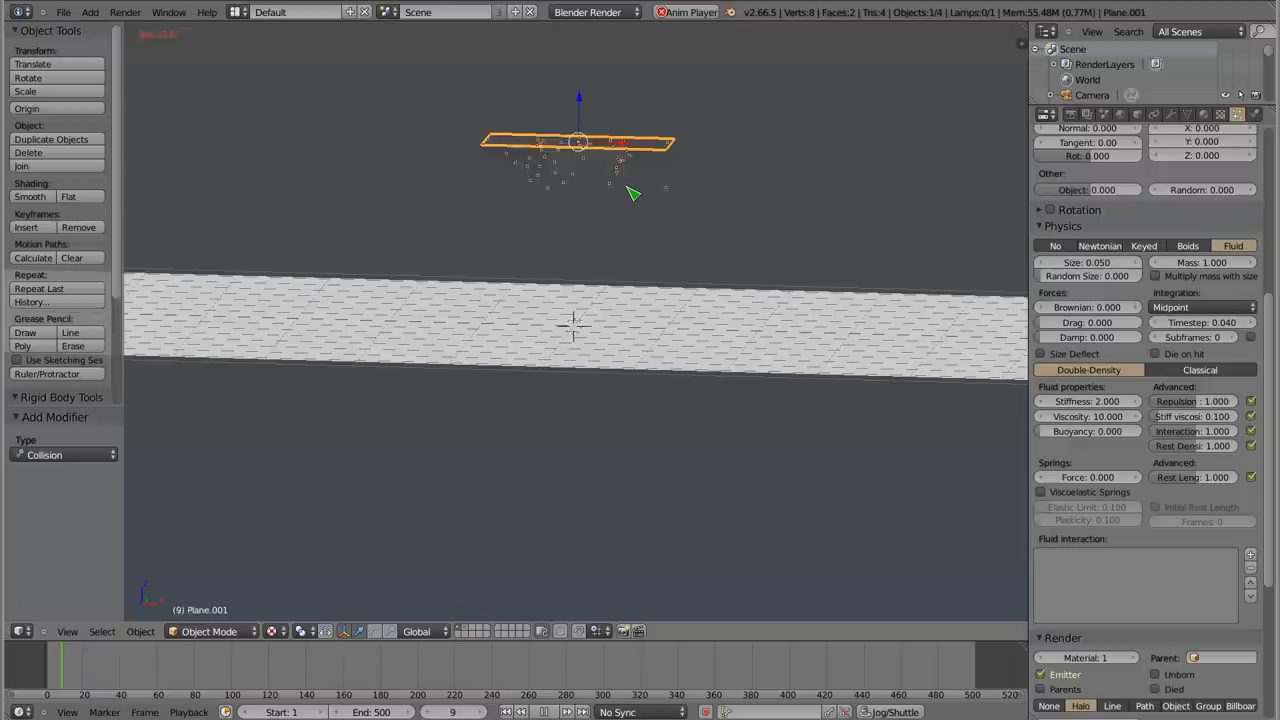 File Add Render Window Help Default Scene 3 Blender Render Anim Player v2.66.5 | Verts:8 | Faces:2 | Tris:4 | Objects:1/4 | Lamps:0/1 | Mem:55.48M (0.77M) | Plane.001
Object Tools
Transform:
Translate
Rotate
Scale
Origin
Object:
Duplicate Objects
Delete
Join
Shading:
Smooth Flat
Keyframes:
Insert Remove
Motion Paths:
Calculate Clear
Repeat:
Repeat Last
History...
Grease Pencil:
Draw Line
Poly Erase
Use Sketching Ses
Ruler/Protractor
Rigid Body Tools
Add Modifier
Type
Collision
(9) Plane.001
View Select Object Object Mode Global
View Search All Scenes
Scene
RenderLayers
World
Camera
Normal: 0.000 X: 0.000
Tangent: 0.00 Y: 0.000
Rot: 0.000 Z: 0.000
Other:
Object: 0.000 Random: 0.000
Rotation
Physics
No Newtonian Keyed Boids Fluid
Size: 0.050 Mass: 1.000
Random Size: 0.000 Multiply mass with size
Forces: Integration:
Brownian: 0.000 Midpoint
Drag: 0.000 Timestep: 0.040
Damp: 0.000 Subframes: 0
Size Deflect Die on hit
Double-Density Classical
Fluid properties: Advanced:
Stiffness: 2.000 Repulsion : 1.000
Viscosity: 10.000 Stiff viscosi: 0.100
Buoyancy: 0.000 Interaction: 1.000
Rest Densi: 1.000
Springs: Advanced:
Force: 0.000 Rest Leng: 1.000
Viscoelastic Springs
Elastic Limit: 0.100 Initial Rest Length
Plasticity: 0.100 Frames: 0
Fluid interaction:
Render
Material: 1 Parent:
Emitter Unborn
Parents Died
None Halo Line Path Object Group Billboar
0 20 40 60 80 100 120 140 160 180 200 220 240 260 280 300 320 340 360 380 400 420 440 460 480 500 520
View Marker Frame Playback Start: 1 End: 500 9 No Sync Jog/Shuttle